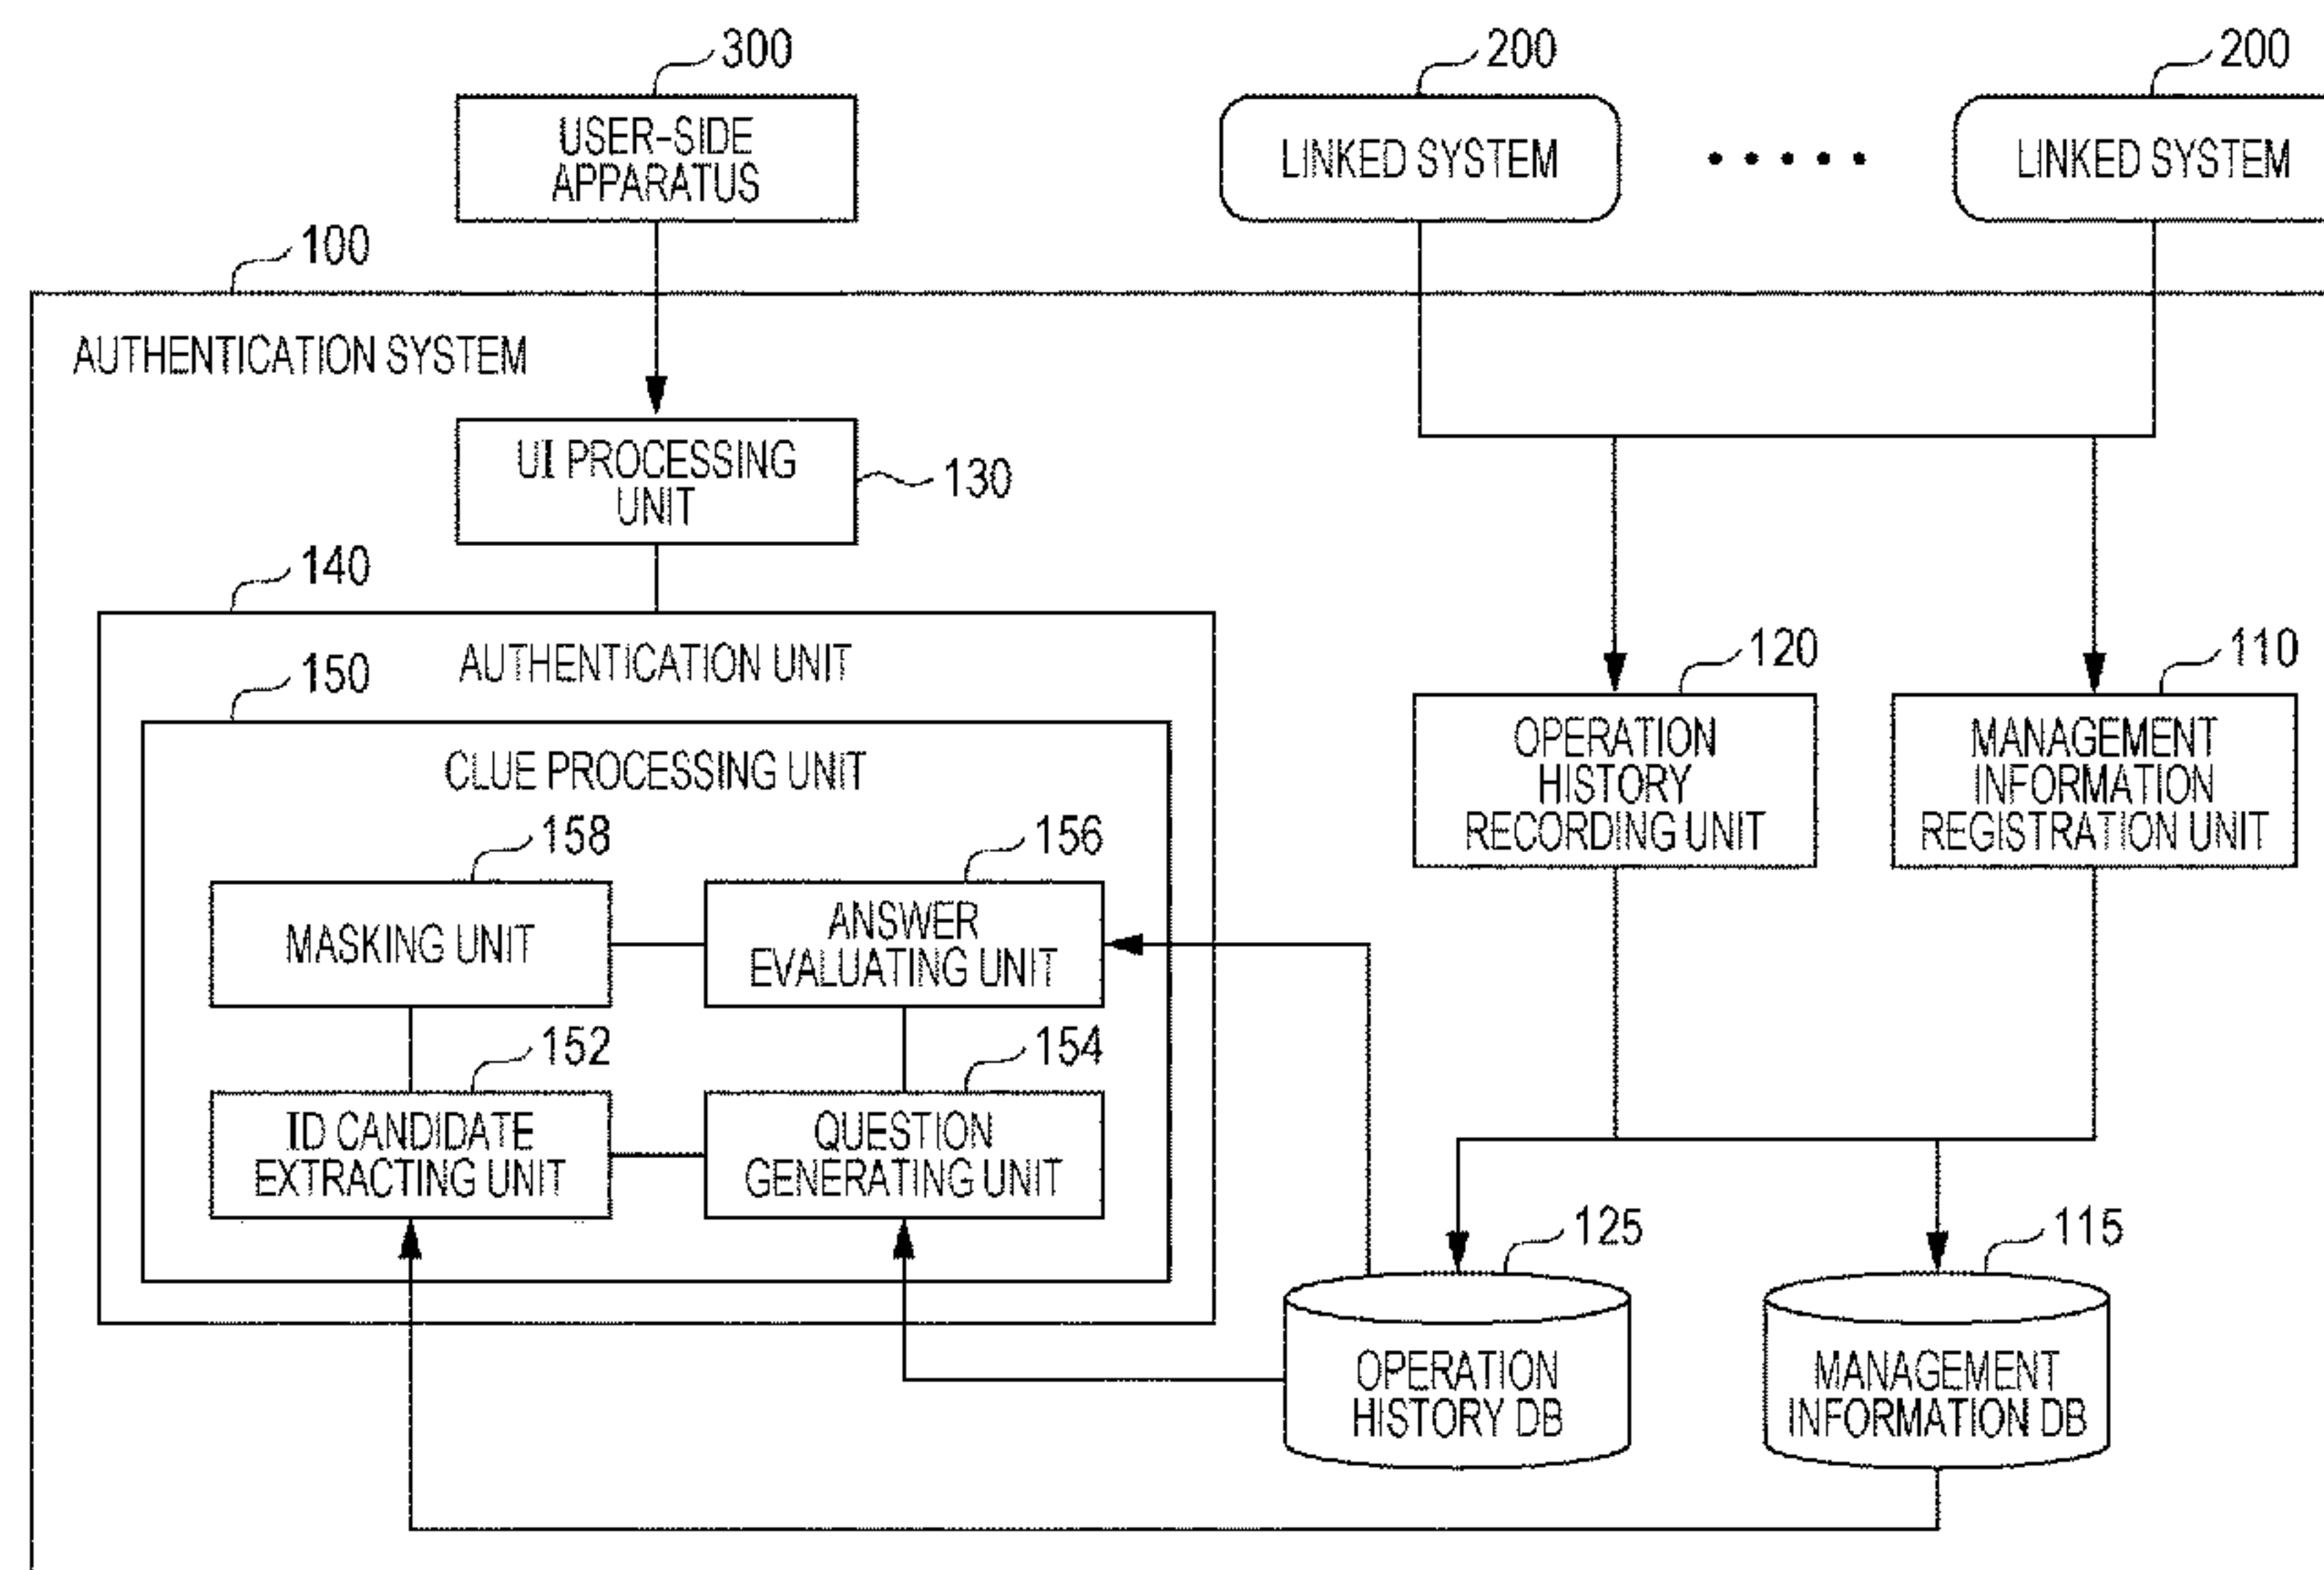 300
200
200
USER-SIDE
APPARATUS
LINKED SYSTEM
LINKED SYSTEM
100
AUTHENTICATION SYSTEM
UI PROCESSING
UNIT
130
140
AUTHENTICATION UNIT
150
120
110
CLUE PROCESSING UNIT
OPERATION
HISTORY
RECORDING UNIT
MANAGEMENT
INFORMATION
REGISTRATION UNIT
158
156
MASKING UNIT
ANSWER
EVALUATING UNIT
152
154
ID CANDIDATE
EXTRACTING UNIT
QUESTION
GENERATING UNIT
125
115
OPERATION
HISTORY DB
MANAGEMENT
INFORMATION DB